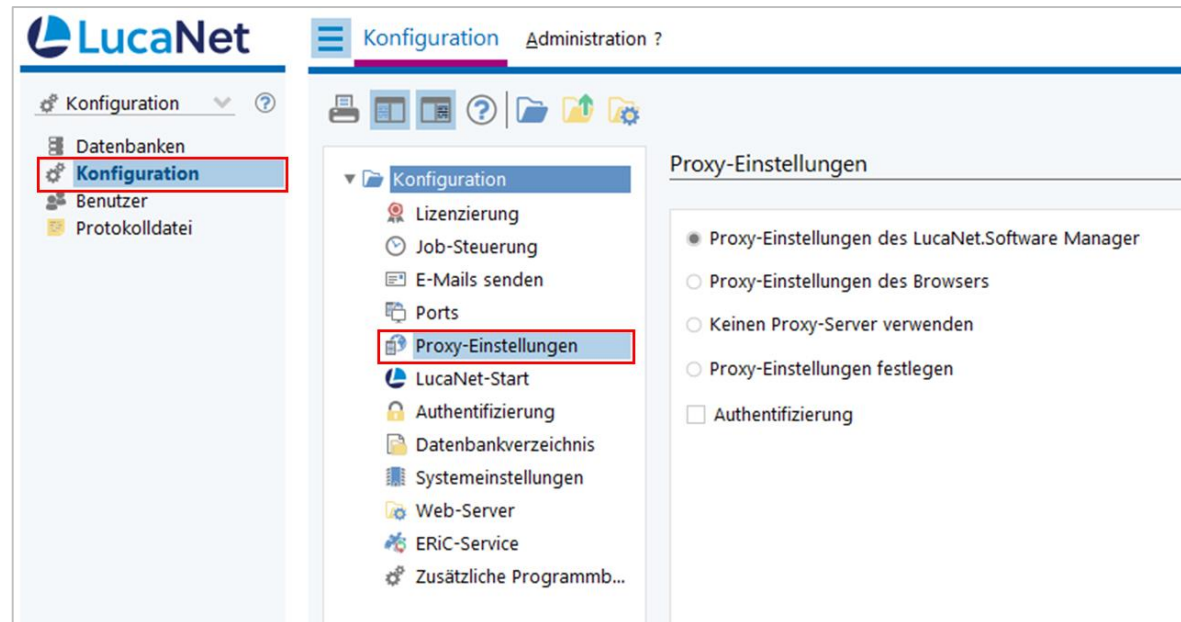 LucaNet
Konfiguration Administration ?
Konfiguration
Datenbanken
Konfiguration
Benutzer
Protokolldatei
Konfiguration
Lizenzierung
Job-Steuerung
E-Mails senden
Ports
Proxy-Einstellungen
LucaNet-Start
Authentifizierung
Datenbankverzeichnis
Systemeinstellungen
Web-Server
ERiC-Service
Zusätzliche Programmb...
Proxy-Einstellungen
Proxy-Einstellungen des LucaNet.Software Manager
Proxy-Einstellungen des Browsers
Keinen Proxy-Server verwenden
Proxy-Einstellungen festlegen
Authentifizierung